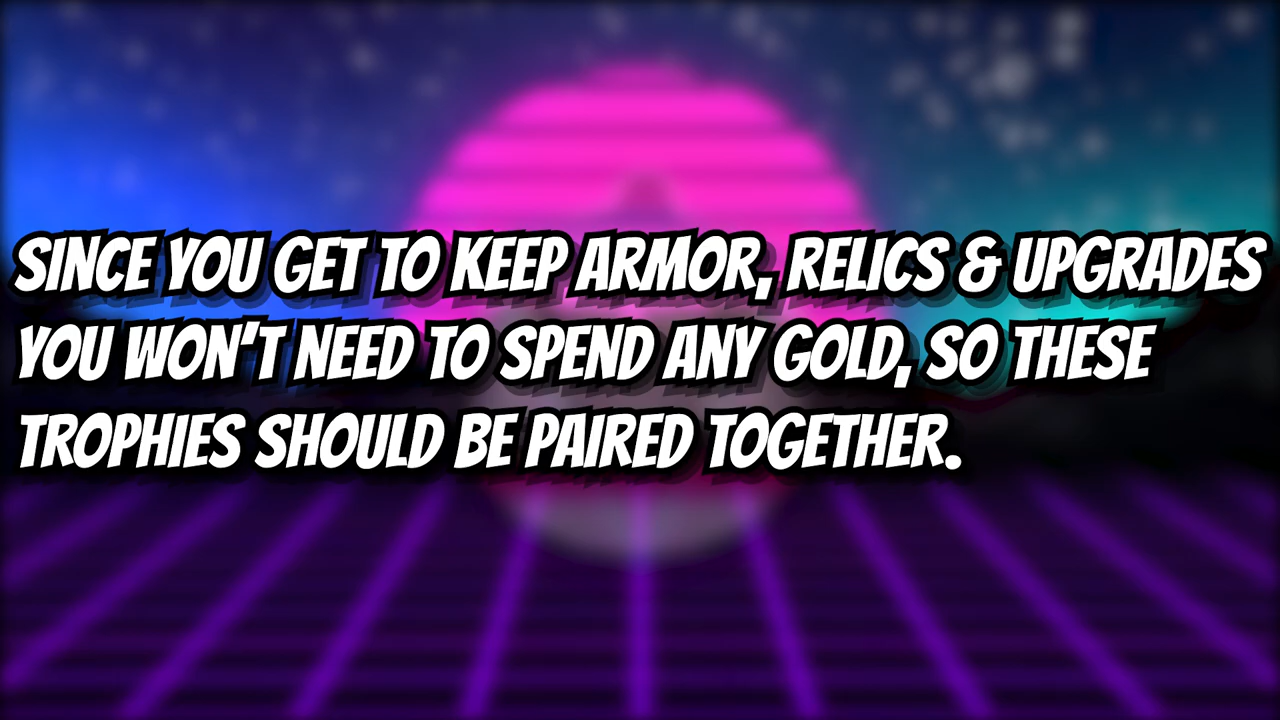 SINCE YOU GET TO KEEP ARMOR, RELICS & UPGRADES
YOU WON'T NEED TO SPEND ANY GOLD, SO THESE
TROPHIES SHOULD BE PAIRED TOGETHER.